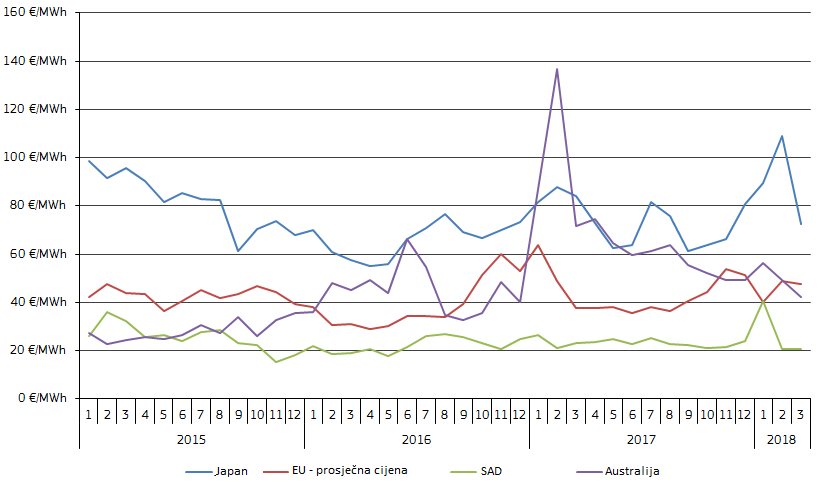 160 €/MWh
140 €/MWh
120 €/MWh
100 €/MWh
80 €/MWh
60 €/MWh
40 €/MWh
20 €/MWh
0 €/MWh
1 2 3 4 5 6 7 8 9 10 11 12 1 2 3 4 5 6 7 8 9 10 11 12 1 2 3 4 5 6 7 8 9 10 11 12 1 2 3
2015 2016 2017 2018
Japan EU - prosječna cijena SAD Australija